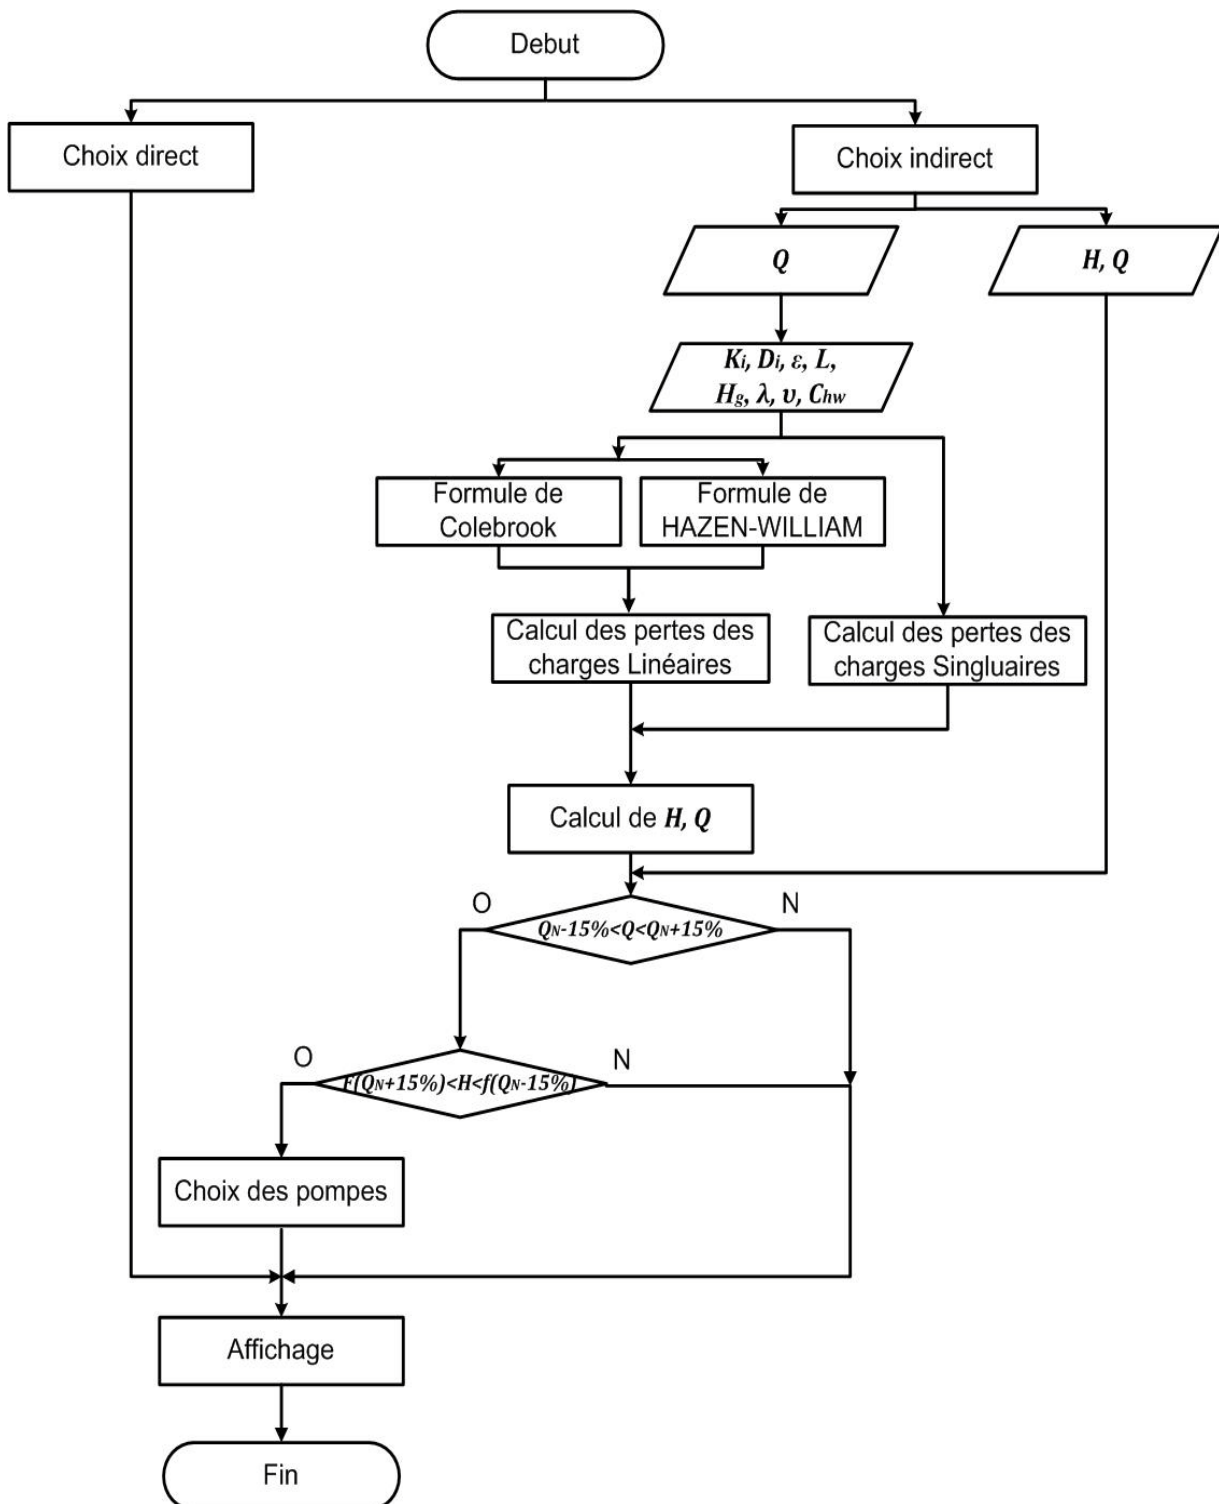 Debut
Choix direct
Choix indirect
Q
H, Q
Ki, Di, ε, L,
Hg, λ, υ, Chw
Formule de
Colebrook
Formule de
HAZEN-WILLIAM
Calcul des pertes des
charges Linéaires
Calcul des pertes des
charges Singluaires
Calcul de H, Q
O
N
QN-15%<Q<QN+15%
O
N
F(QN+15%)<H<f(QN-15%)
Choix des pompes
Affichage
Fin